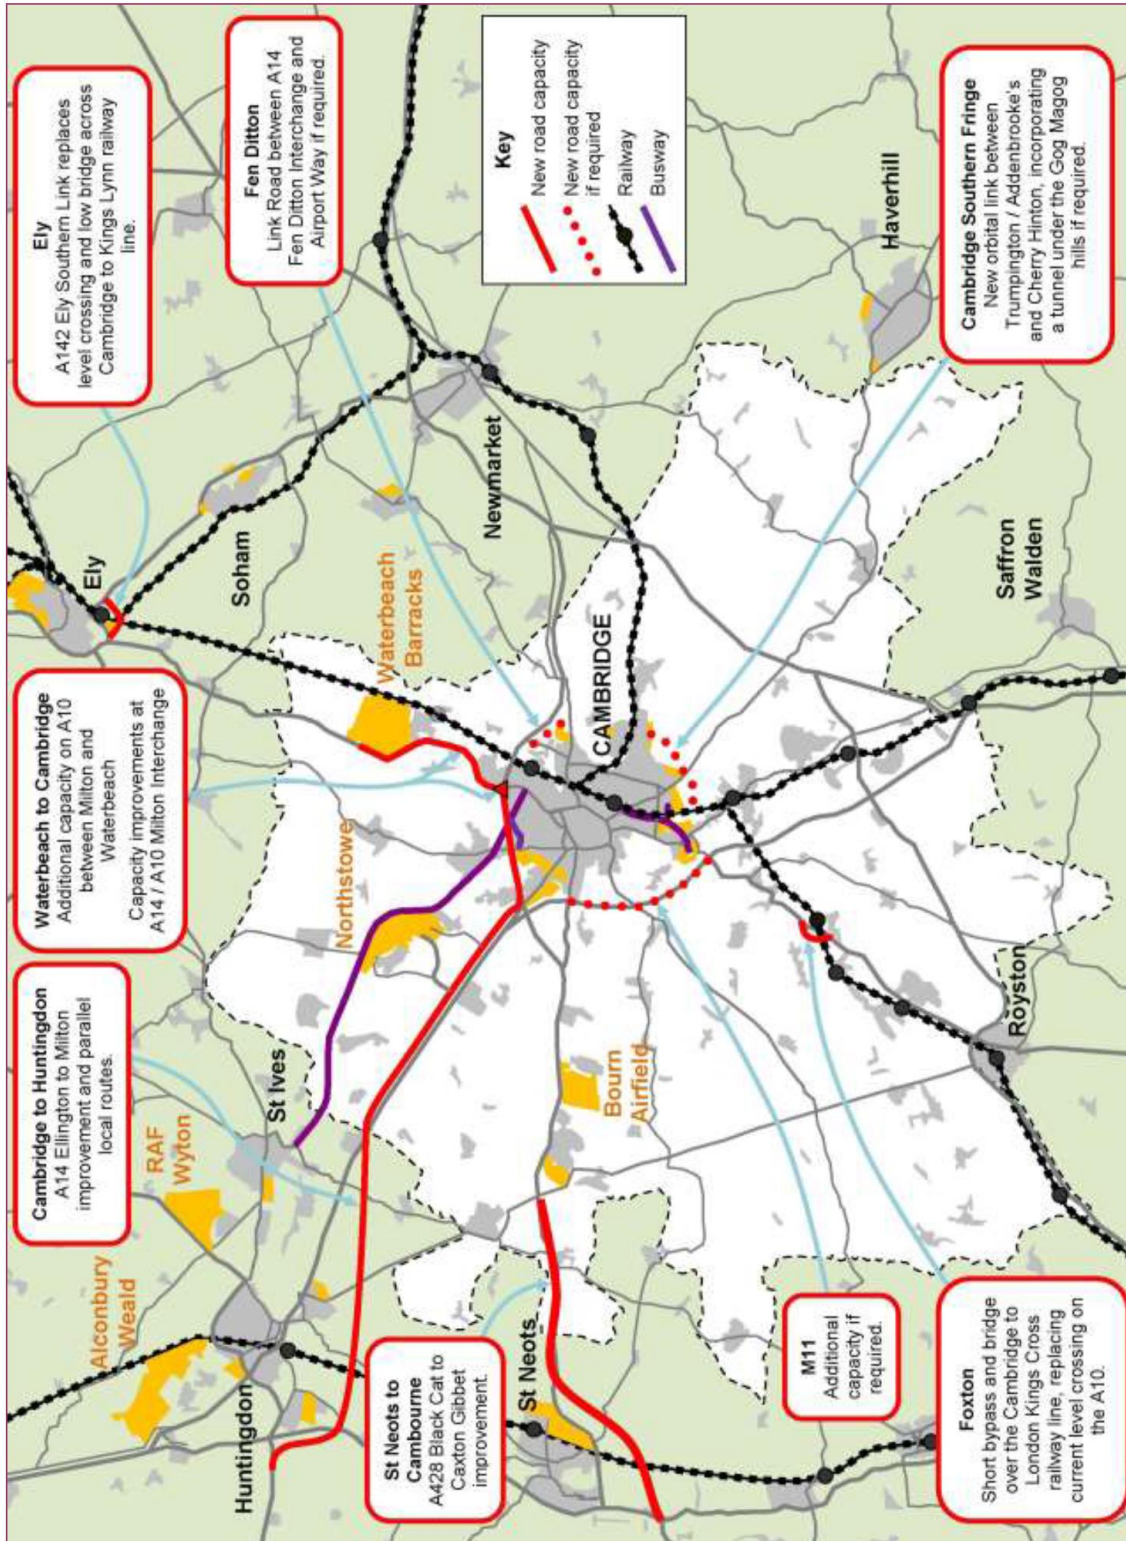 Cambridge to Huntingdon
A14 Ellington to Milton
improvement and parallel
local routes.
Waterbeach to Cambridge
Additional capacity on A10
between Milton and
Waterbeach
Capacity improvements at
A14 / A10 Milton Interchange
Ely
A142 Ely Southern Link replaces
level crossing and low bridge across
Cambridge to Kings Lynn railway
line.
Fen Ditton
Link Road between A14
Fen Ditton Interchange and
Airport Way if required.
Alconbury
Weald
RAF
Wyton
Huntingdon
St Ives
Northstowe
Waterbeach
Barracks
Ely
Soham
Newmarket
CAMBRIDGE
Key
New road capacity
New road capacity
if required
Railway
Busway
St Neots to
Cambourne
A428 Black Cat to
Caxton Gibbet
improvement.
St Neots
Bourn
Airfield
Haverhill
M11
Additional
capacity if
required.
Royston
Saffron
Walden
Foxton
Short bypass and bridge
over the Cambridge to
London Kings Cross
railway line, replacing
current level crossing on
the A10.
Cambridge Southern Fringe
New orbital link between
Trumpington / Addenbrooke's
and Cherry Hinton, incorporating
a tunnel under the Gog Magog
hills if required.